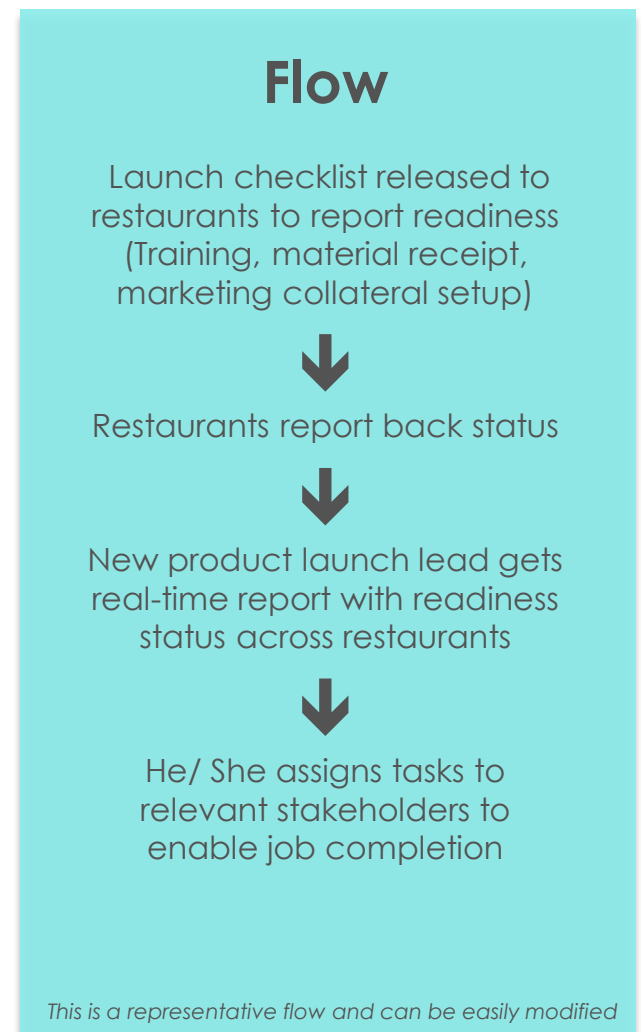 Flow
Launch checklist released to
restaurants to report readiness
(Training, material receipt,
marketing collateral setup)
Restaurants report back status
New product launch lead gets
real-time report with readiness
status across restaurants
He/ She assigns tasks to
relevant stakeholders to
enable job completion
This is a representative flow and can be easily modified